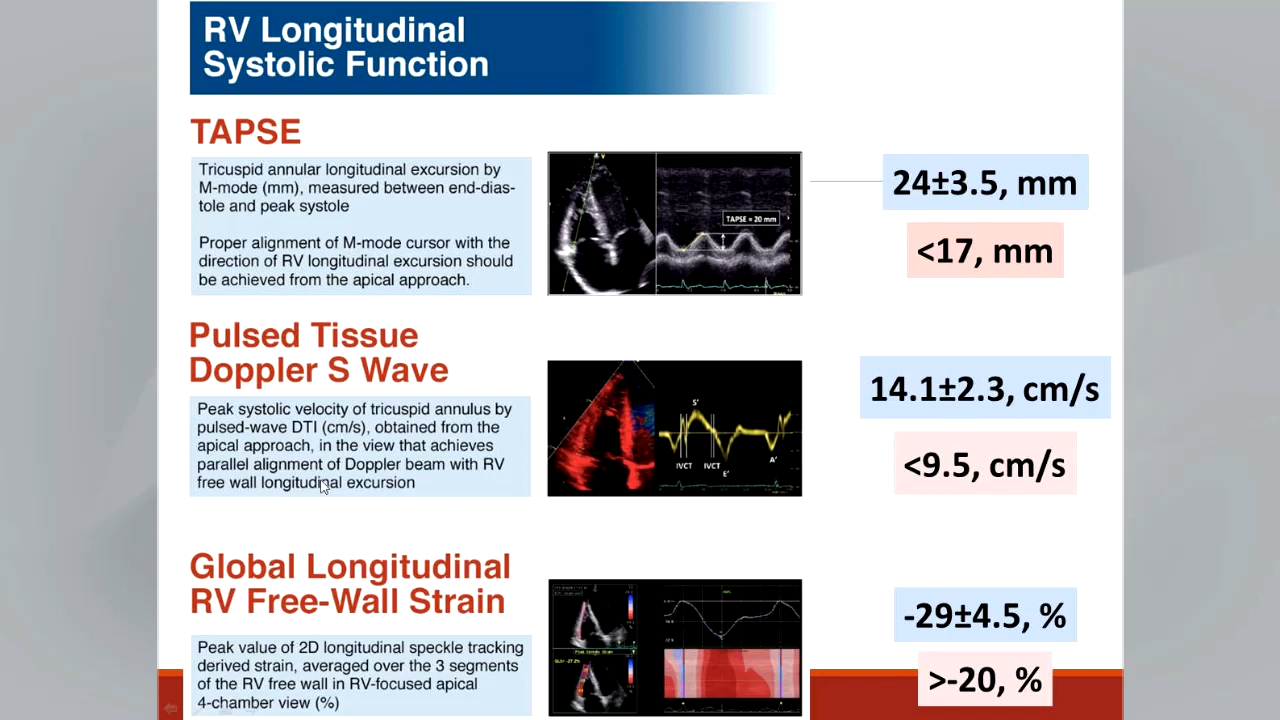 RV Longitudinal
Systolic Function
TAPSE
Tricuspid annular longitudinal excursion by
M-mode (mm), measured between end-dias-
tole and peak systole
Proper alignment of M-mode cursor with the
direction of RV longitudinal excursion should
be achieved from the apical approach.
V
TAPSE = 20 mm
24±3.5, mm
<17, mm
Pulsed Tissue
Doppler S Wave
Peak systolic velocity of tricuspid annulus by
pulsed-wave DTI (cm/s), obtained from the
apical approach, in the view that achieves
parallel alignment of Doppler beam with RV
free wall longitudinal excursion
S'
IVCT IVCT
E'
A'
14.1±2.3, cm/s
<9.5, cm/s
Global Longitudinal
RV Free-Wall Strain
Peak value of 2D longitudinal speckle tracking
derived strain, averaged over the 3 segments
of the RV free wall in RV-focused apical
4-chamber view (%)
Peak Systolic Strain
-29±4.5, %
>-20, %